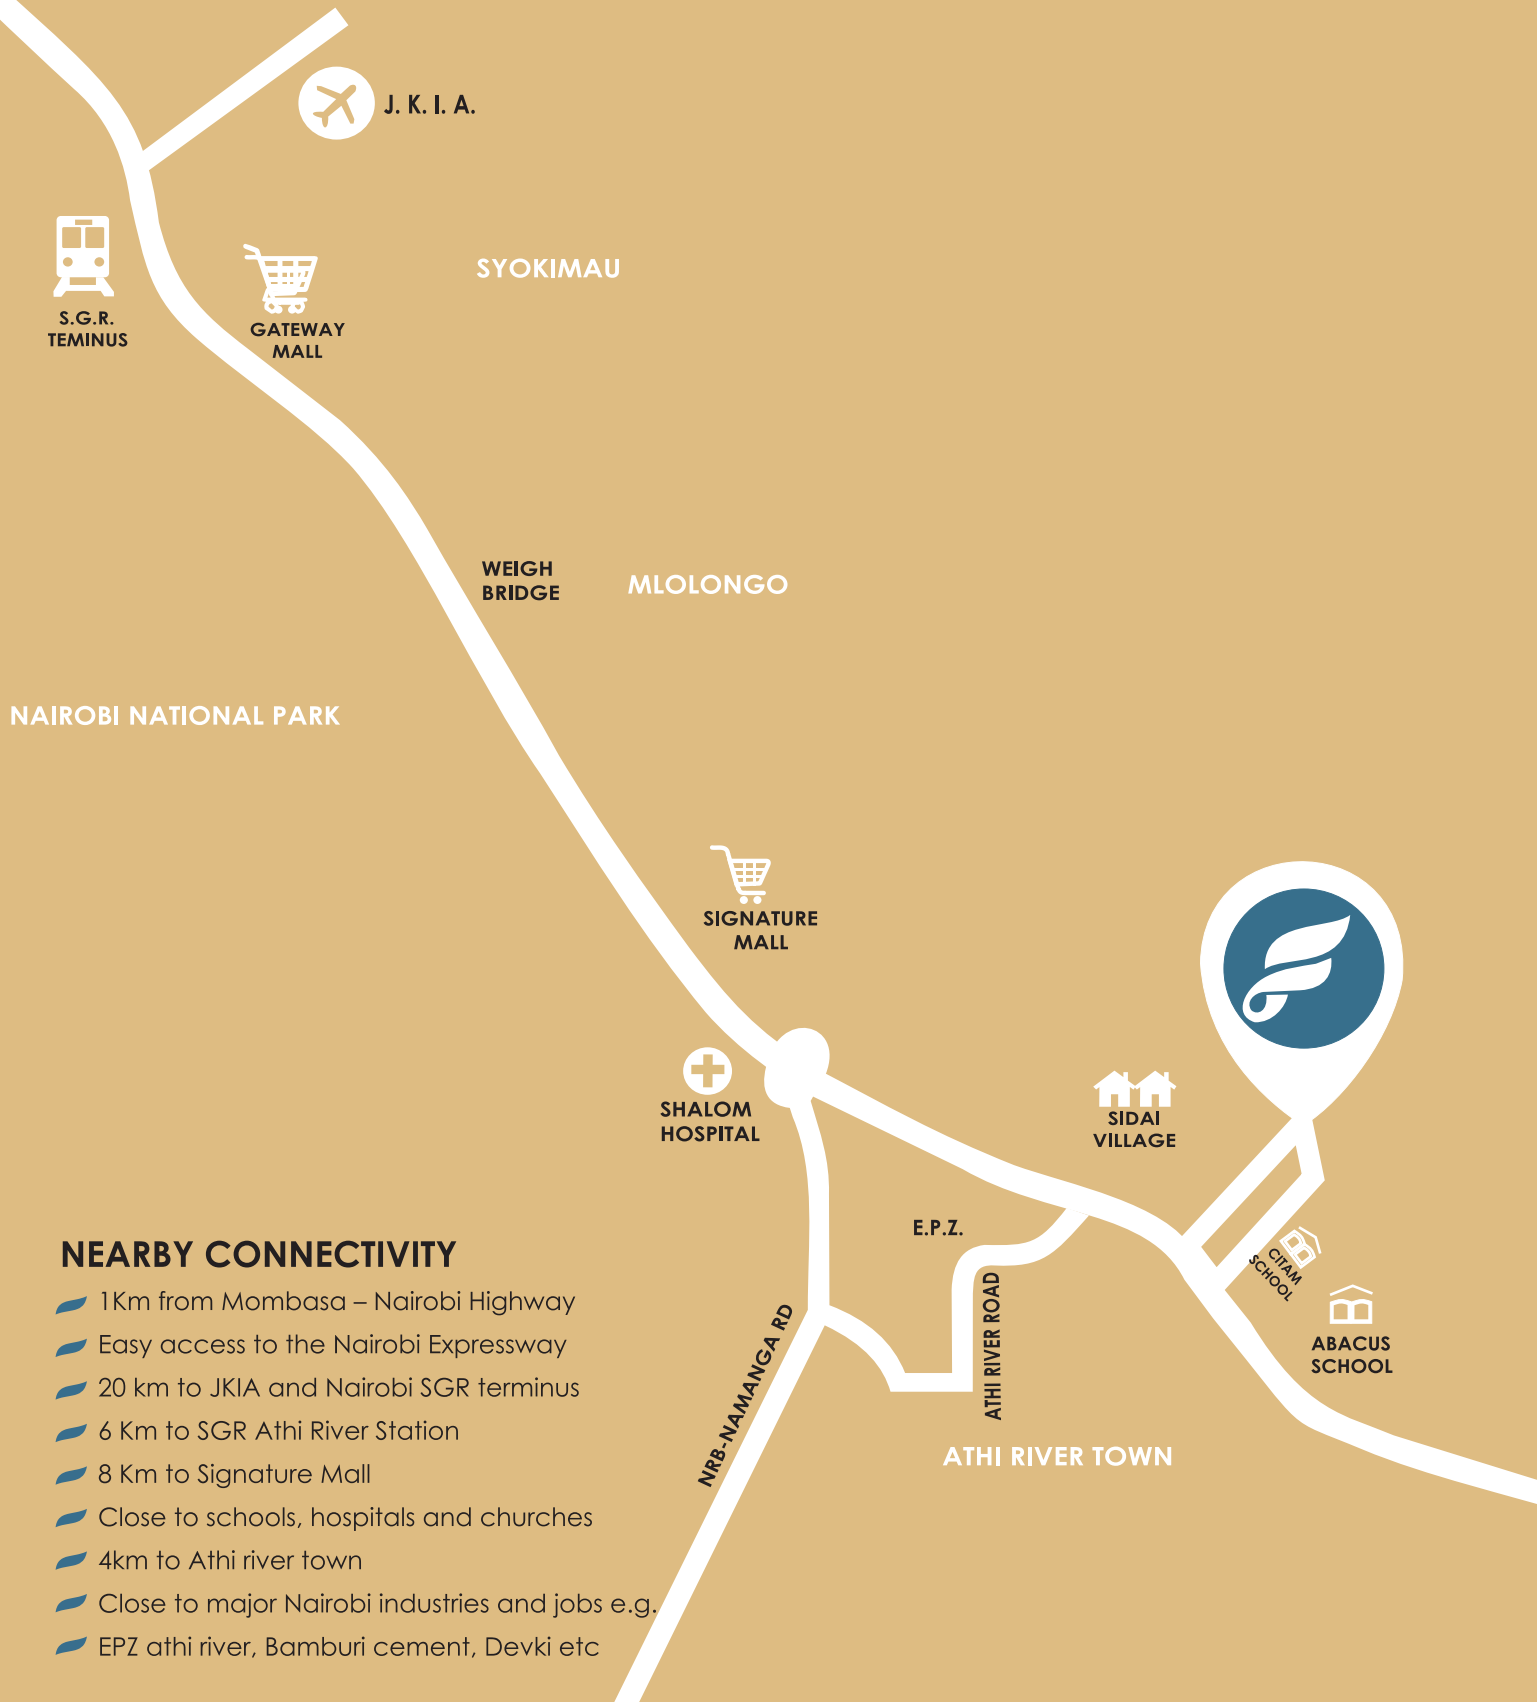 J. K. I. A.
S.G.R.
TEMINUS
GATEWAY
MALL
SYOKIMAU
WEIGH
BRIDGE
MLOLONGO
NAIROBI NATIONAL PARK
SIGNATURE
MALL
SHALOM
HOSPITAL
SIDAI
VILLAGE
E.P.Z.
CITAM
SCHOOL
ABACUS
SCHOOL
ATHI RIVER ROAD
NRB-NAMANGA RD
ATHI RIVER TOWN
NEARBY CONNECTIVITY
1Km from Mombasa – Nairobi Highway
Easy access to the Nairobi Expressway
20 km to JKIA and Nairobi SGR terminus
6 Km to SGR Athi River Station
8 Km to Signature Mall
Close to schools, hospitals and churches
4km to Athi river town
Close to major Nairobi industries and jobs e.g.
EPZ athi river, Bamburi cement, Devki etc